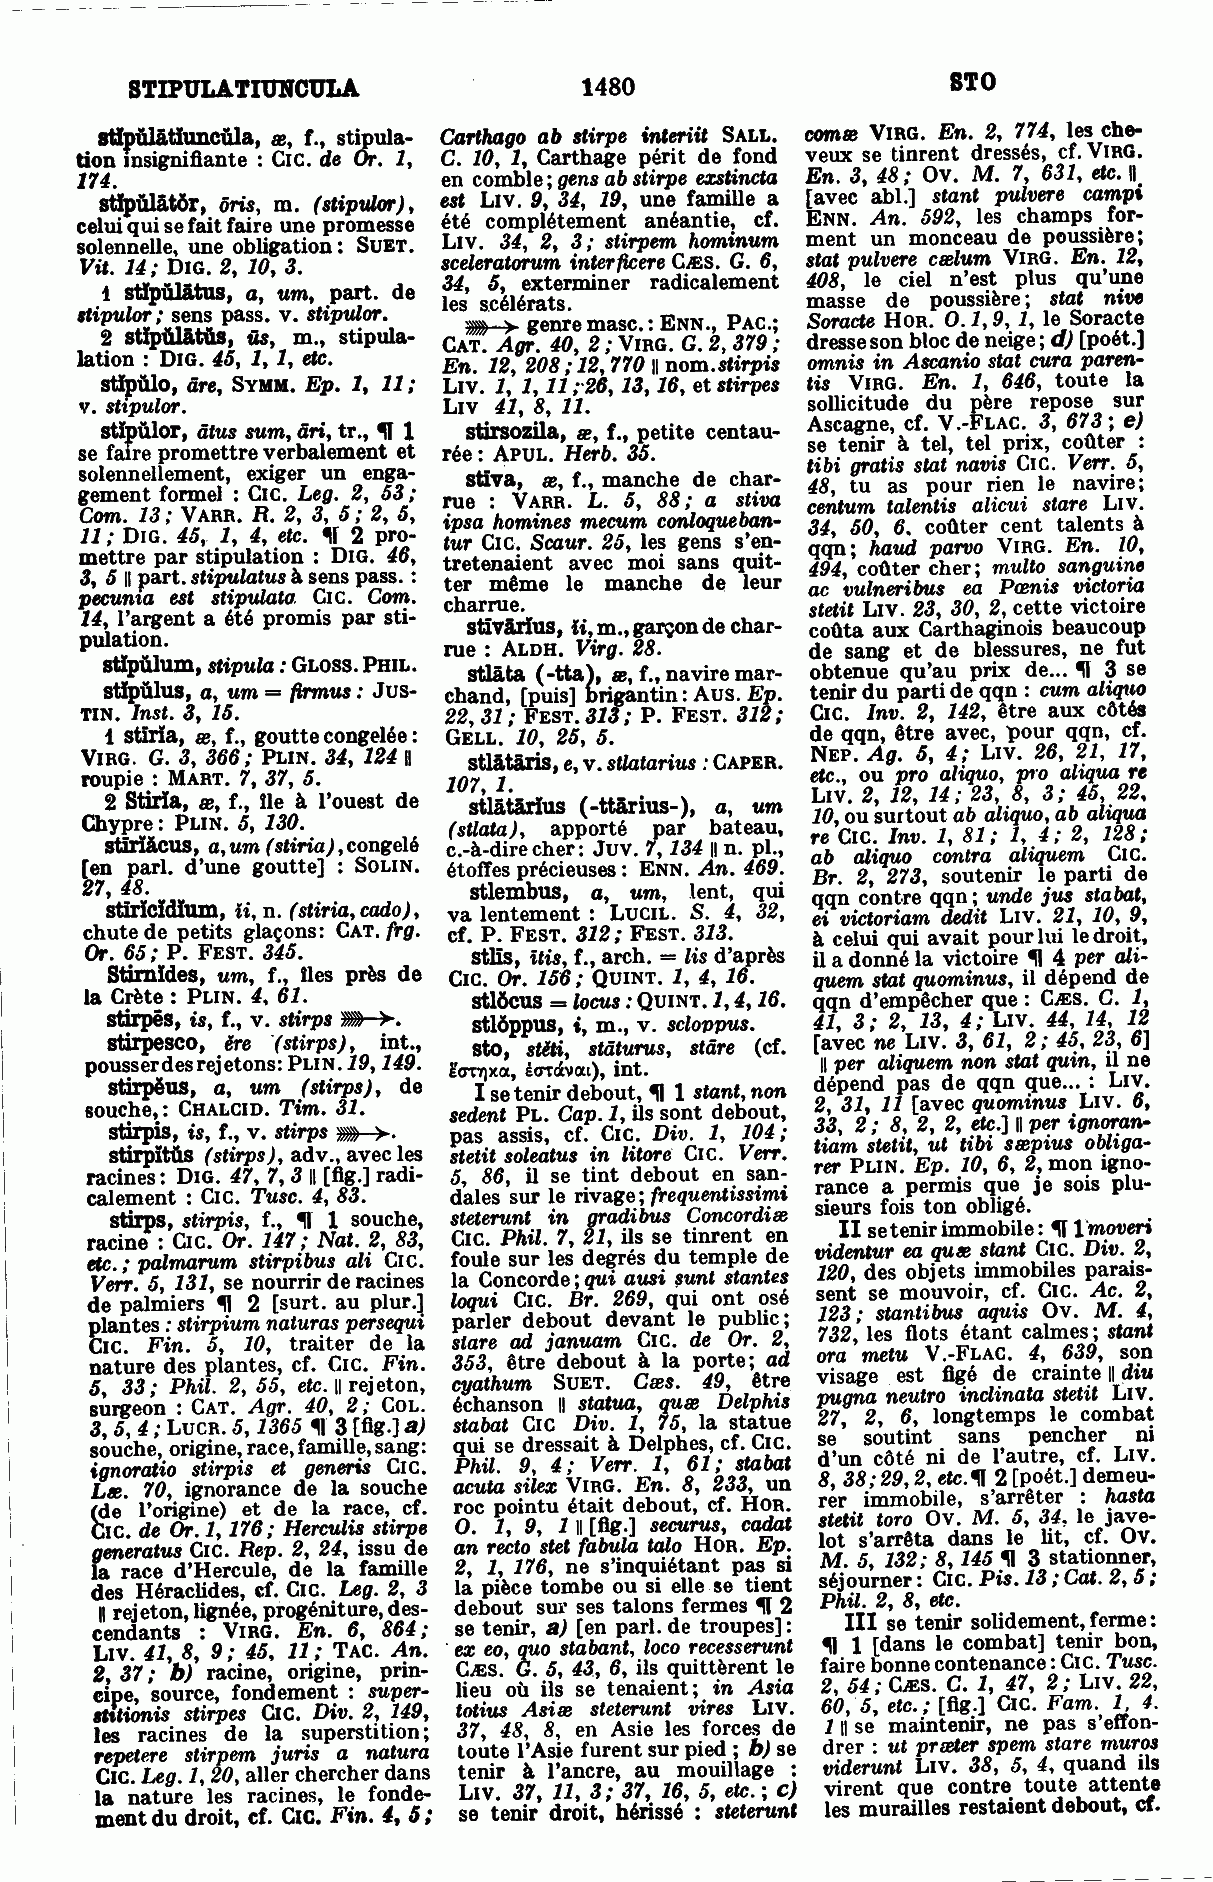 STIPULATIUNCULA
1480
STO
stĭpŭlātĭuncŭla, æ, f., stipula-
tion insignifiante : CIC. de Or. 1,
174.
stĭpŭlātŏr, ōris, m. (stipulor),
celui qui se fait faire une promesse
solennelle, une obligation : SUET.
Vit. 14 ; DIG. 2, 10, 3.
1 stĭpŭlātus, a, um, part. de
stipulor ; sens pass. v. stipulor.
2 stĭpŭlātŭs, ūs, m., stipula-
lation : DIG. 45, 1, 1, etc.
stĭpŭlo, āre, SYMM. Ep. 1, 11 ;
v. stipulor.
stĭpŭlor, ātus sum, āri, tr., ¶ 1
se faire promettre verbalement et
solennellement, exiger un enga-
gement formel : CIC. Leg. 2, 53 ;
Com. 13 ; VARR. R. 2, 3, 5 ; 2, 5,
11 ; DIG. 45, 1, 4, etc. ¶ 2 pro-
mettre par stipulation : DIG. 46,
3, 5 || part. stipulatus à sens pass. :
pecunia est stipulata CIC. Com.
14, l'argent a été promis par sti-
pulation.
stĭpŭlum, stipula : GLOSS. PHIL.
stĭpŭlus, a, um = firmus : JUS-
TIN. Inst. 3, 15.
1 stīrĭa, æ, f., goutte congelée :
VIRG. G. 3, 366 ; PLIN. 34, 124 ||
roupie : MART. 7, 37, 5.
2 Stirĭa, æ, f., île à l'ouest de
Chypre : PLIN. 5, 130.
stīrĭăcus, a, um (stiria), congelé
[en parl. d'une goutte] : SOLIN.
27, 48.
stīrĭcĭdĭum, ĭi, n. (stiria, cado),
chute de petits glaçons : CAT. frg.
Or. 65 ; P. FEST. 345.
Stirnĭdes, um, f., îles près de
la Crète : PLIN. 4, 61.
stirpēs, is, f., v. stirps ⟫→.
stirpesco, ĕre (stirps), int.,
pousser des rejetons : PLIN. 19, 149.
stirpĕus, a, um (stirps), de
souche, : CHALCID. Tim. 31.
stirpis, is, f., v. stirps ⟫→.
stirpĭtŭs (stirps), adv., avec les
racines : DIG. 47, 7, 3 || [fig.] radi-
calement : CIC. Tusc. 4, 83.
stirps, stirpis, f., ¶ 1 souche,
racine : CIC. Or. 147 ; Nat. 2, 83,
etc. ; palmarum stirpibus ali CIC.
Verr. 5, 131, se nourrir de racines
de palmiers ¶ 2 [surt. au plur.]
plantes : stirpium naturas persequi
CIC. Fin. 5, 10, traiter de la
nature des plantes, cf. CIC. Fin.
5, 33 ; Phil. 2, 55, etc. || rejeton,
surgeon : CAT. Agr. 40, 2 ; COL.
3, 5, 4 ; LUCR. 5, 1365 ¶ 3 [fig.] a)
souche, origine, race, famille, sang :
ignoratio stirpis et generis CIC.
Læ. 70, ignorance de la souche
(de l'origine) et de la race, cf.
CIC. de Or. 1, 176 ; Herculis stirpe
generatus CIC. Rep. 2, 24, issu de
la race d'Hercule, de la famille
des Héraclides, cf. CIC. Leg. 2, 3
|| rejeton, lignée, progéniture, des-
cendants : VIRG. En. 6, 864 ;
LIV. 41, 8, 9 ; 45, 11 ; TAC. An.
2, 37 ; b) racine, origine, prin-
cipe, source, fondement : super-
stitionis stirpes CIC. Div. 2, 149,
les racines de la superstition ;
repetere stirpem juris a natura
CIC. Leg. 1, 20, aller chercher dans
la nature les racines, le fonde-
ment du droit, cf. CIC. Fin. 4, 5 ;
Carthago ab stirpe interiit SALL.
C. 10, 1, Carthage périt de fond
en comble ; gens ab stirpe exstincta
est LIV. 9, 34, 19, une famille a
été complétement anéantie, cf.
LIV. 34, 2, 3 ; stirpem hominum
sceleratorum interficere CÆS. G. 6,
34, 5, exterminer radicalement
les scélérats.
⟫→ genre masc. : ENN., PAC. ;
CAT. Agr. 40, 2 ; VIRG. G. 2, 379 ;
En. 12, 208 ; 12, 770 || nom. stirpis
LIV. 1, 1, 11 ; 26, 13, 16, et stirpes
LIV 41, 8, 11.
stirsozila, æ, f., petite centau-
rée : APUL. Herb. 35.
stīva, æ, f., manche de char-
rue : VARR. L. 5, 88 ; a stiva
ipsa homines mecum conloqueban-
tur CIC. Scaur. 25, les gens s'en-
tretenaient avec moi sans quit-
ter même le manche de leur
charrue.
stīvārĭus, ĭi, m., garçon de char-
rue : ALDH. Virg. 28.
stlāta (-tta), æ, f., navire mar-
chand, [puis] brigantin : AUS. Ep.
22, 31 ; FEST. 313 ; P. FEST. 312 ;
GELL. 10, 25, 5.
stlātāris, e, v. stlatarius : CAPER.
107, 1.
stlātārĭus (-ttārius-), a, um
(stlata), apporté par bateau,
c.-à-dire cher : JUV. 7, 134 || n. pl.,
étoffes précieuses : ENN. An. 469.
stlembus, a, um, lent, qui
va lentement : LUCIL. S. 4, 32,
cf. P. FEST. 312 ; FEST. 313.
stlīs, ītis, f., arch. = lis d'après
CIC. Or. 156 ; QUINT. 1, 4, 16.
stlŏcus = locus : QUINT. 1, 4, 16.
stlŏppus, i, m., v. scloppus.
sto, stĕti, stāturus, stāre (cf.
ἕστηκα, ἑστάναι), int.
I se tenir debout, ¶ 1 stant, non
sedent PL. Cap. 1, ils sont debout,
pas assis, cf. CIC. Div. 1, 104 ;
stetit soleatus in litore CIC. Verr.
5, 86, il se tint debout en san-
dales sur le rivage ; frequentissimi
steterunt in gradibus Concordiæ
CIC. Phil. 7, 21, ils se tinrent en
foule sur les degrés du temple de
la Concorde ; qui ausi sunt stantes
loqui CIC. Br. 269, qui ont osé
parler debout devant le public ;
stare ad januam CIC. de Or. 2,
353, être debout à la porte ; ad
cyathum SUET. Cæs. 49, être
échanson || statua, quæ Delphis
stabat CIC Div. 1, 75, la statue
qui se dressait à Delphes, cf. CIC.
Phil. 9, 4 ; Verr. 1, 61 ; stabat
acuta silex VIRG. En. 8, 233, un
roc pointu était debout, cf. HOR.
O. 1, 9, 1 || [fig.] securus, cadat
an recto stet fabula talo HOR. Ep.
2, 1, 176, ne s'inquiétant pas si
la pièce tombe ou si elle se tient
debout sur ses talons fermes ¶ 2
se tenir, a) [en parl. de troupes] :
ex eo, quo stabant, loco recesserunt
CÆS. G. 5, 43, 6, ils quittèrent le
lieu où ils se tenaient ; in Asia
totius Asiæ steterunt vires LIV.
37, 48, 8, en Asie les forces de
toute l'Asie furent sur pied ; b) se
tenir à l'ancre, au mouillage :
LIV. 37, 11, 3 ; 37, 16, 5, etc. ; c)
se tenir droit, hérissé : steterunt
comæ VIRG. En. 2, 774, les che-
veux se tinrent dressés, cf. VIRG.
En. 3, 48 ; OV. M. 7, 631, etc. ||
[avec abl.] stant pulvere campi
ENN. An. 592, les champs for-
ment un monceau de poussière ;
stat pulvere cælum VIRG. En. 12,
408, le ciel n'est plus qu'une
masse de poussière ; stat nive
Soracte HOR. O. 1, 9, 1, le Soracte
dresse son bloc de neige ; d) [poét.]
omnis in Ascanio stat cura paren-
tis VIRG. En. 1, 646, toute la
sollicitude du père repose sur
Ascagne, cf. V.-FLAC. 3, 673 ; e)
se tenir à tel, tel prix, coûter :
tibi gratis stat navis CIC. Verr. 5,
48, tu as pour rien le navire ;
centum talentis alicui stare LIV.
34, 50, 6, coûter cent talents à
qqn ; haud parvo VIRG. En. 10,
494, coûter cher ; multo sanguine
ac vulneribus ea Pœnis victoria
stetit LIV. 23, 30, 2, cette victoire
coûta aux Carthaginois beaucoup
de sang et de blessures, ne fut
obtenue qu'au prix de... ¶ 3 se
tenir du parti de qqn : cum aliquo
CIC. Inv. 2, 142, être aux côtés
de qqn, être avec, pour qqn, cf.
NEP. Ag. 5, 4 ; LIV. 26, 21, 17,
etc., ou pro aliquo, pro aliqua re
LIV. 2, 12, 14 ; 23, 8, 3 ; 45, 22,
10, ou surtout ab aliquo, ab aliqua
re CIC. Inv. 1, 81 ; 1, 4 ; 2, 128 ;
ab aliquo contra aliquem CIC.
Br. 2, 273, soutenir le parti de
qqn contre qqn ; unde jus stabat,
ei victoriam dedit LIV. 21, 10, 9,
à celui qui avait pour lui le droit,
il a donné la victoire ¶ 4 per ali-
quem stat quominus, il dépend de
qqn d'empêcher que : CÆS. C. 1,
41, 3 ; 2, 13, 4 ; LIV. 44, 14, 12
[avec ne LIV. 3, 61, 2 ; 45, 23, 6]
|| per aliquem non stat quin, il ne
dépend pas de qqn que... : LIV.
2, 31, 11 [avec quominus LIV. 6,
33, 2 ; 8, 2, 2, etc.] || per ignoran-
tiam stetit, ut tibi sæpius obliga-
rer PLIN. Ep. 10, 6, 2, mon igno-
rance a permis que je sois plu-
sieurs fois ton obligé.
II se tenir immobile : ¶ 1 moveri
videntur ea quæ stant CIC. Div. 2,
120, des objets immobiles parais-
sent se mouvoir, cf. CIC. Ac. 2,
123 ; stantibus aquis OV. M. 4,
732, les flots étant calmes ; stant
ora metu V.-FLAC. 4, 639, son
visage est figé de crainte || diu
pugna neutro inclinata stetit LIV.
27, 2, 6, longtemps le combat
se soutint sans pencher ni
d'un côté ni de l'autre, cf. LIV.
8, 38 ; 29, 2, etc. ¶ 2 [poét.] demeu-
rer immobile, s'arrêter : hasta
stetit toro OV. M. 5, 34, le jave-
lot s'arrêta dans le lit, cf. OV.
M. 5, 132 ; 8, 145 ¶ 3 stationner,
séjourner : CIC. Pis. 13 ; Cat. 2, 5 ;
Phil. 2, 8, etc.
III se tenir solidement, ferme :
¶ 1 [dans le combat] tenir bon,
faire bonne contenance : CIC. Tusc.
2, 54 ; CÆS. C. 1, 47, 2 ; LIV. 22,
60, 5, etc. ; [fig.] CIC. Fam. 1, 4.
1 || se maintenir, ne pas s'effon-
drer : ut præter spem stare muros
viderunt LIV. 38, 5, 4, quand ils
virent que contre toute attente
les murailles restaient debout, cf.